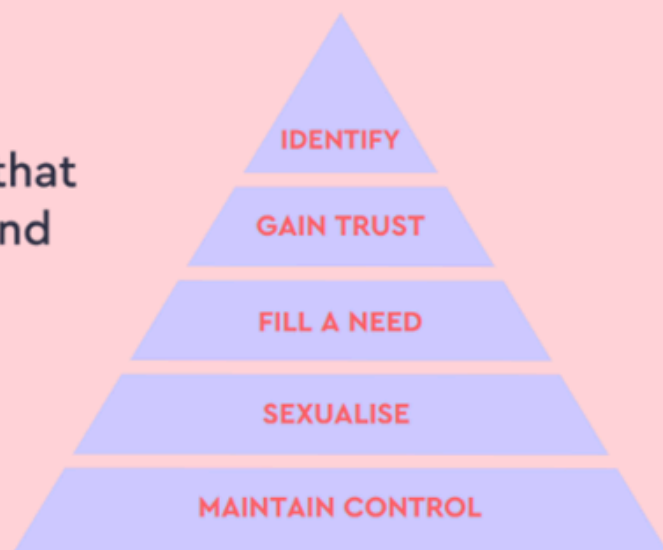 that
nd
IDENTIFY
GAIN TRUST
FILL A NEED
SEXUALISE
MAINTAIN CONTROL